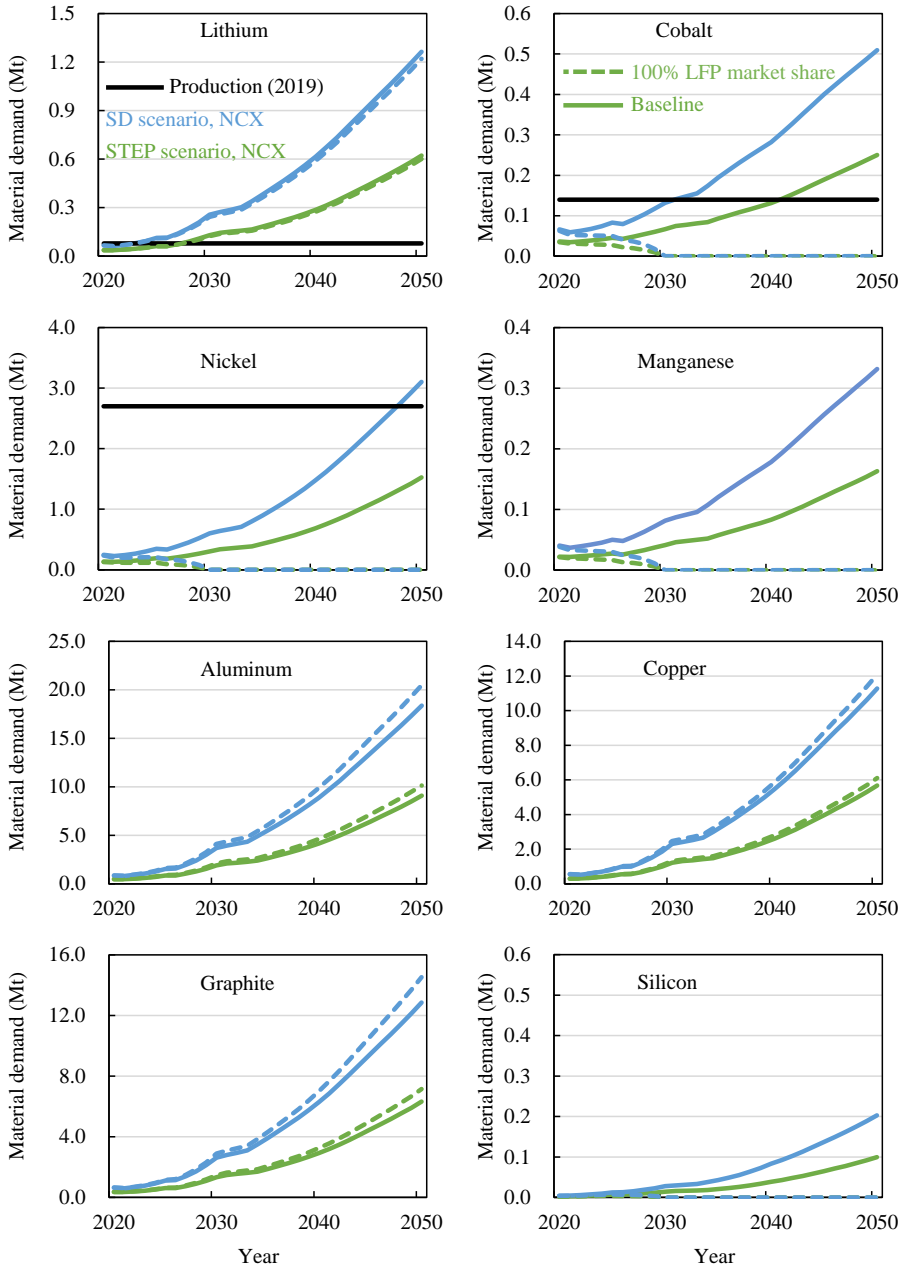 Lithium
Material demand (Mt)
1.5
1.2
0.9
0.6
0.3
0.0
Production (2019)
SD scenario, NCX
STEP scenario, NCX
2020 2030 2040 2050
Cobalt
Material demand (Mt)
0.6
0.5
0.4
0.3
0.2
0.1
0.0
100% LFP market share
Baseline
2020 2030 2040 2050
Nickel
Material demand (Mt)
4.0
3.0
2.0
1.0
0.0
2020 2030 2040 2050
Manganese
Material demand (Mt)
0.4
0.3
0.2
0.1
0.0
2020 2030 2040 2050
Aluminum
Material demand (Mt)
25.0
20.0
15.0
10.0
5.0
0.0
2020 2030 2040 2050
Copper
Material demand (Mt)
14.0
12.0
10.0
8.0
6.0
4.0
2.0
0.0
2020 2030 2040 2050
Graphite
Material demand (Mt)
16.0
12.0
8.0
4.0
0.0
2020 2030 2040 2050
Year
Silicon
Material demand (Mt)
0.6
0.5
0.4
0.3
0.2
0.1
0.0
2020 2030 2040 2050
Year